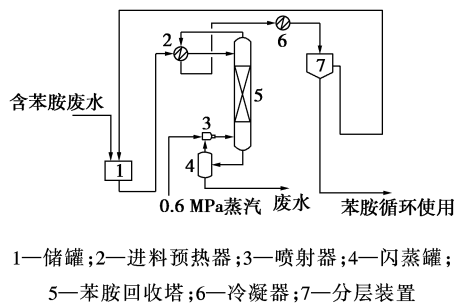 2
6
7
含苯胺废水
5
3
4
1
0.6 MPa蒸汽
废水
苯胺循环使用
1—储罐;2—进料预热器;3—喷射器;4—闪蒸罐;
5—苯胺回收塔;6—冷凝器;7—分层装置